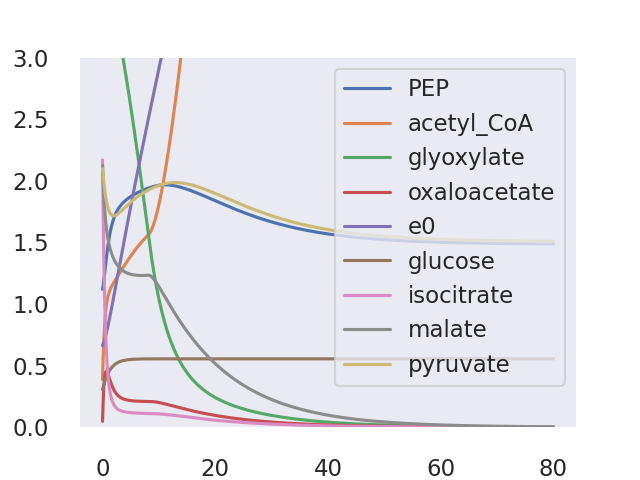 3.0
2.5
2.0
1.5
1.0
0.5
0.0
0
20
40
60
80
PEP
acetyl_CoA
glyoxylate
oxaloacetate
e0
glucose
isocitrate
malate
pyruvate